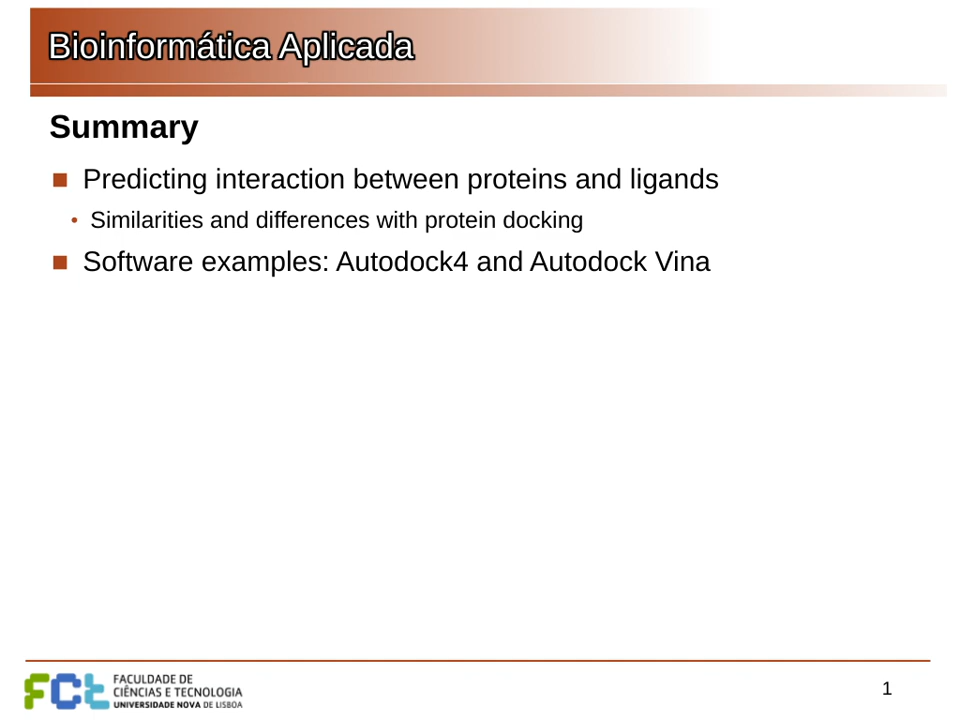 Bioinformática Aplicada
Summary
Predicting interaction between proteins and ligands
Similarities and differences with protein docking
Software examples: Autodock4 and Autodock Vina
FCt
FACULDADE DE
CIÊNCIAS E TECNOLOGIA
UNIVERSIDADE NOVA DE LISBOA
1